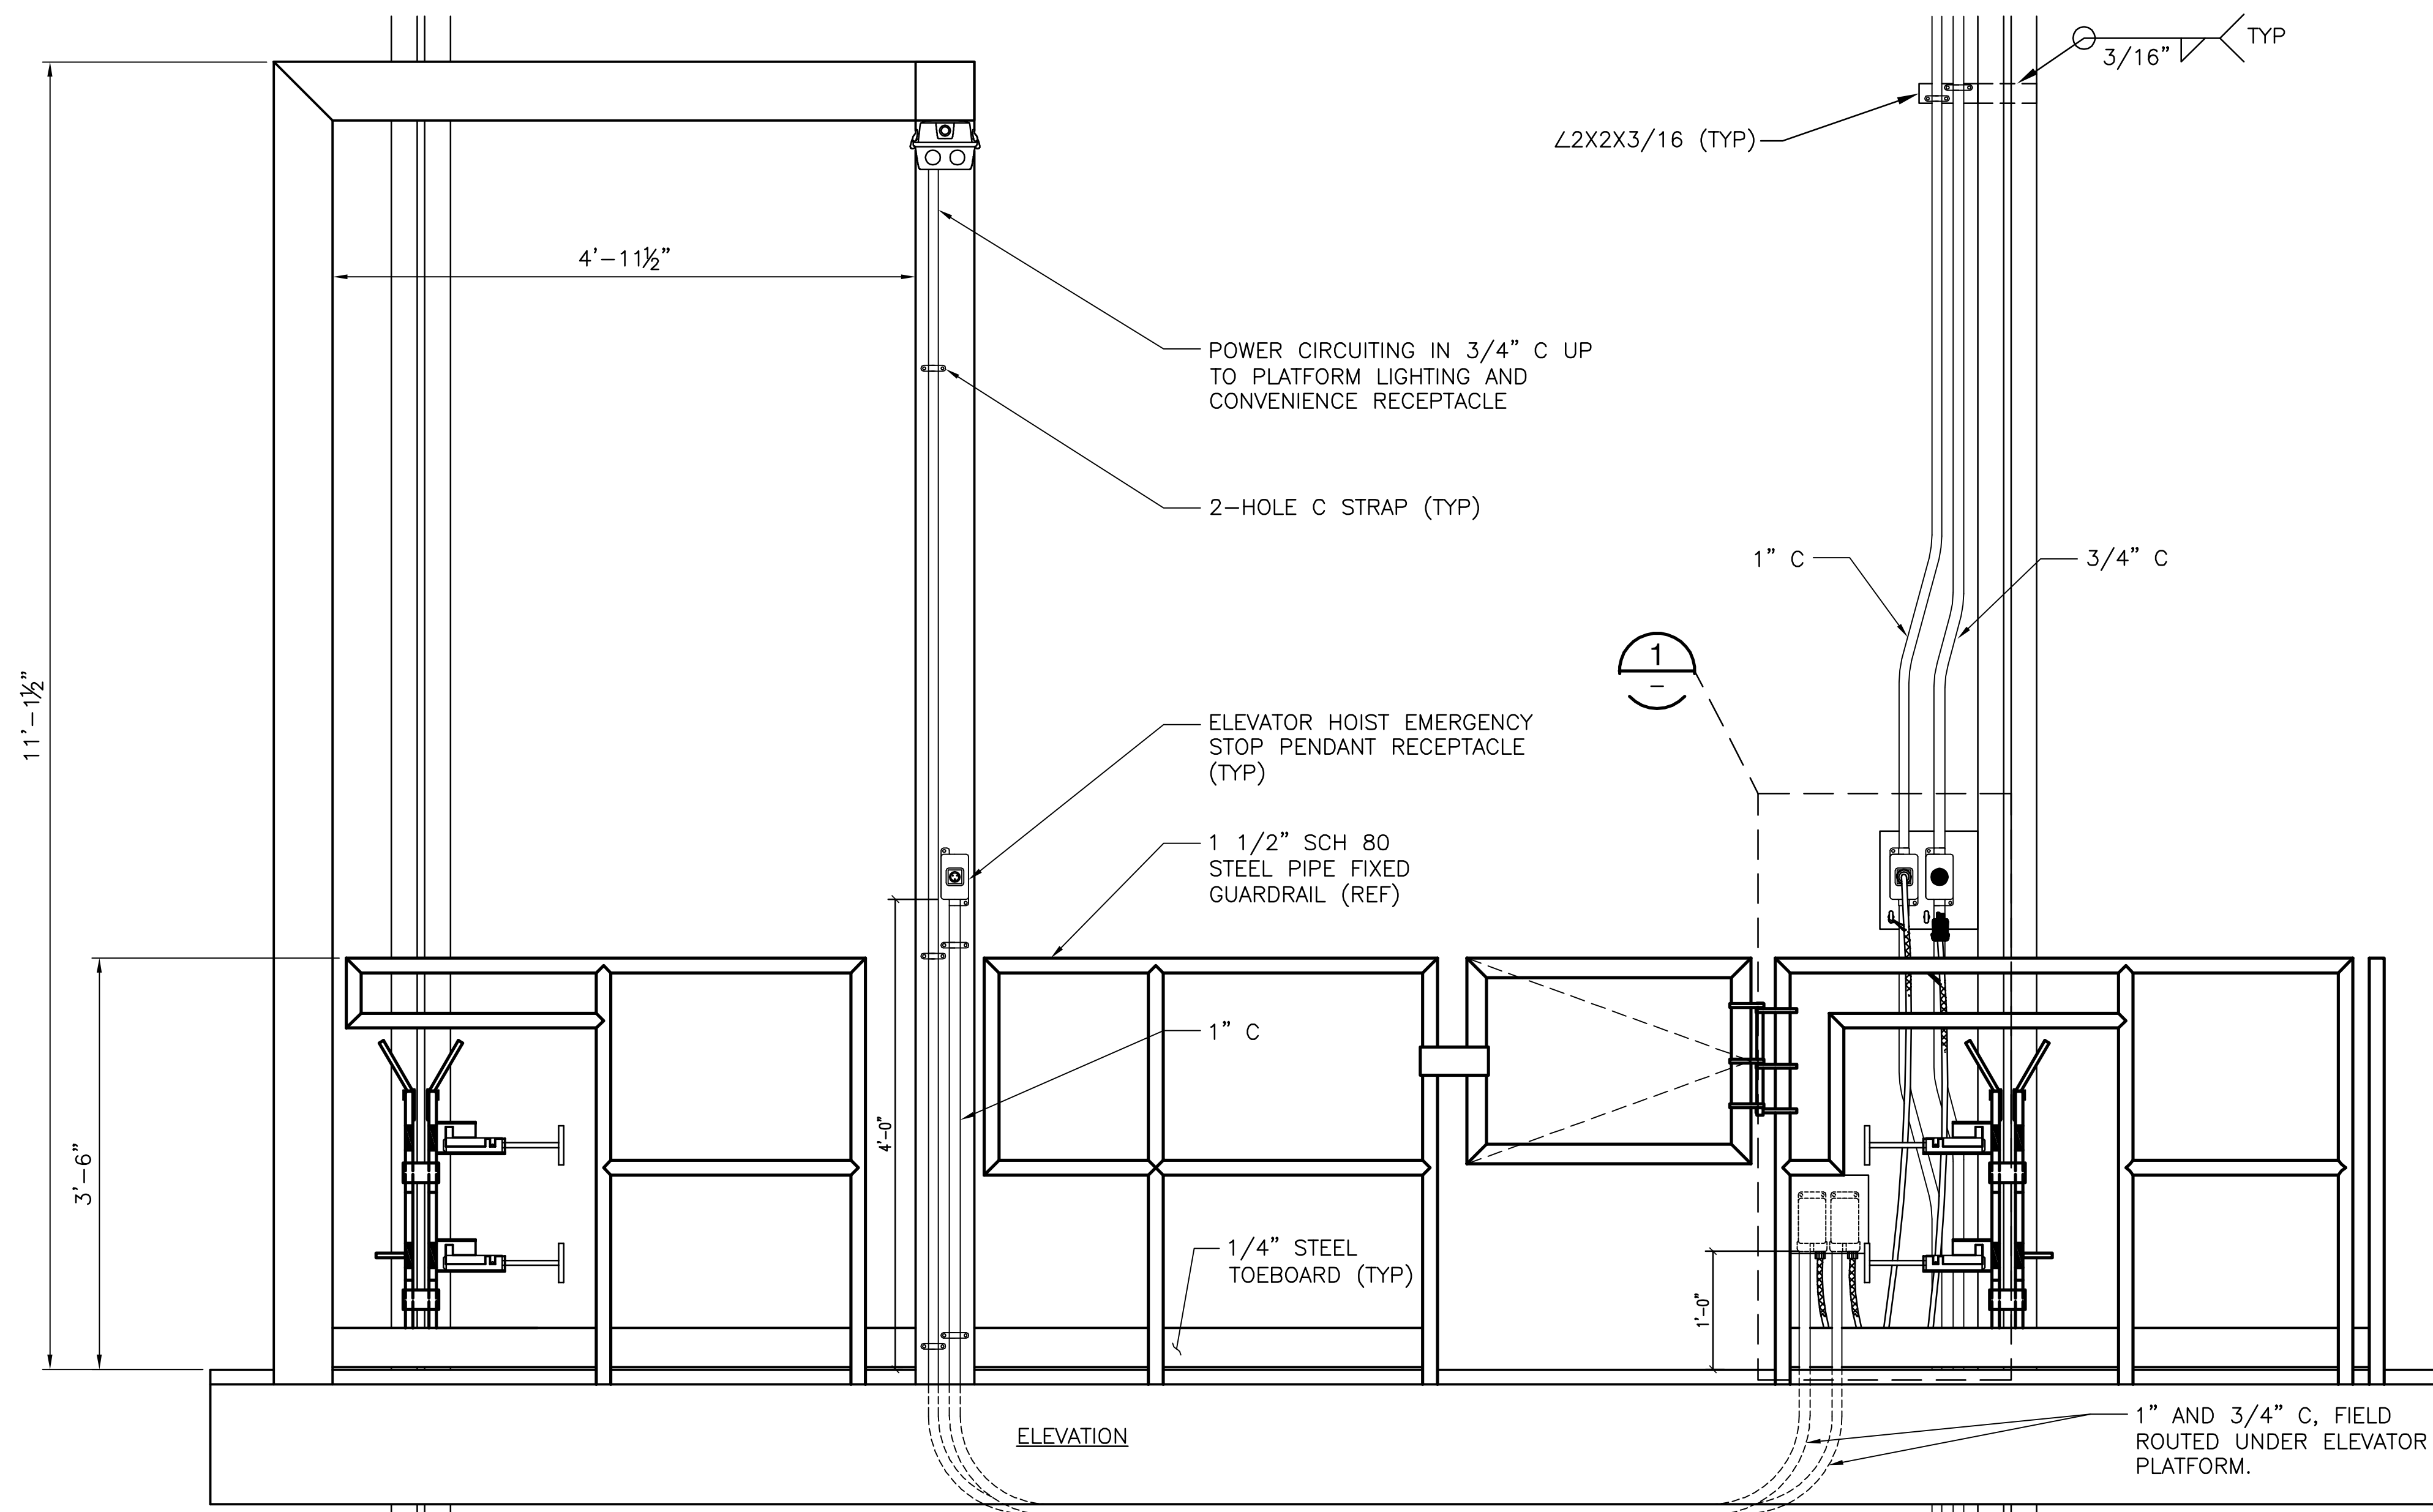 3/16" TYP
∠2X2X3/16 (TYP)
4'-11½"
POWER CIRCUITING IN 3/4" C UP
TO PLATFORM LIGHTING AND
CONVENIENCE RECEPTACLE
2-HOLE C STRAP (TYP)
1" C
3/4" C
11'-1½"
1
-
ELEVATOR HOIST EMERGENCY
STOP PENDANT RECEPTACLE
(TYP)
1 1/2" SCH 80
STEEL PIPE FIXED
GUARDRAIL (REF)
1" C
4'-0"
3'-6"
1/4" STEEL
TOEBOARD (TYP)
1'-0"
ELEVATION
1" AND 3/4" C, FIELD
ROUTED UNDER ELEVATOR
PLATFORM.